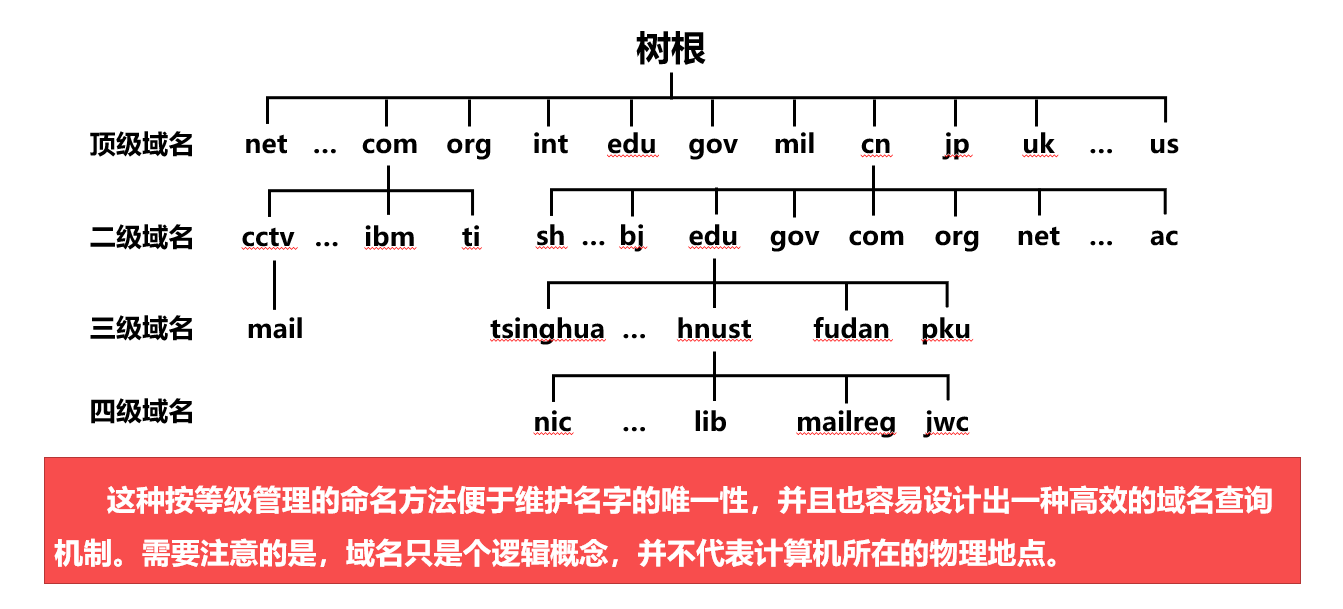 树根
顶级域名 net … com org int edu gov mil cn jp uk … us
二级域名 cctv … ibm ti sh … bj edu gov com org net … ac
三级域名 mail tsinghua … hnust fudan pku
四级域名 nic … lib mailreg jwc
这种按等级管理的命名方法便于维护名字的唯一性，并且也容易设计出一种高效的域名查询
机制。需要注意的是，域名只是个逻辑概念，并不代表计算机所在的物理地点。